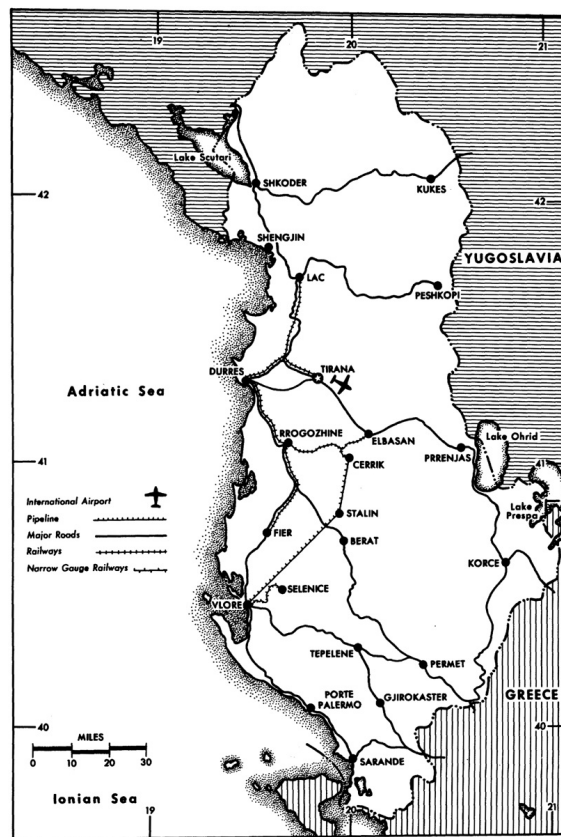 19
20
21
Lake Scutari
SHKODER
KUKES
42
42
SHENGJIN
YUGOSLAVIA
LAC
PESHKOPI
TIRANA
DURRES
Adriatic Sea
RROGOZHINE
ELBASAN
PRRENJAS
Lake Ohrid
CERRIK
41
41
International Airport
Pipeline
Major Roads
Railways
Narrow Gauge Railways
Lake
Prespa
STALIN
FIER
BERAT
KORCE
SELENICE
VLORE
TEPELENE
PERMET
PORTE
PALERMO
GJIROKASTER
GREECE
40
40
MILES
0 10 20 30
SARANDE
Ionian Sea
19
20
21